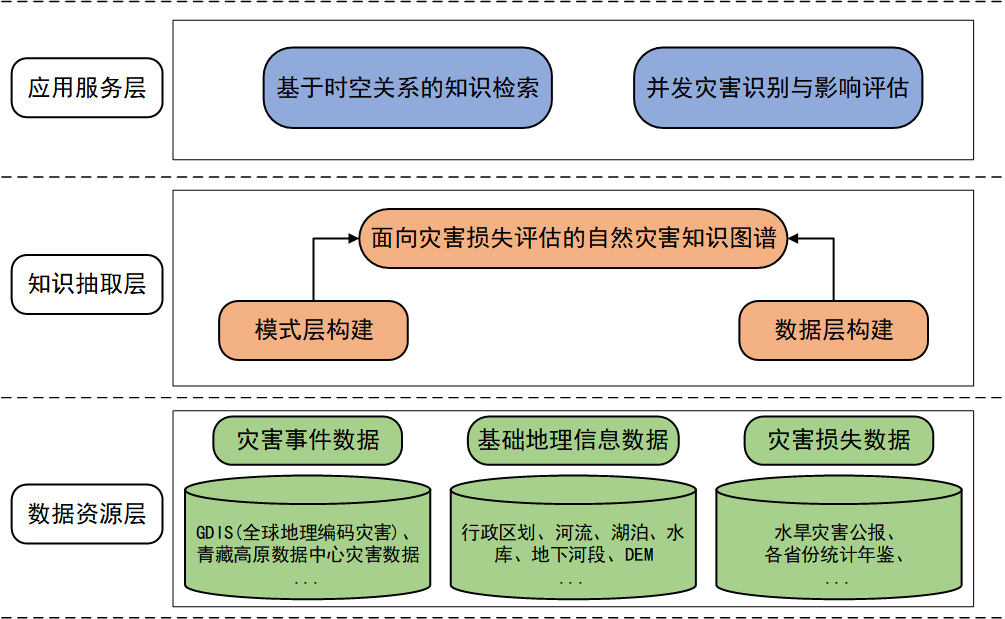 应用服务层
基于时空关系的知识检索
并发灾害识别与影响评估
知识抽取层
面向灾害损失评估的自然灾害知识图谱
模式层构建
数据层构建
数据资源层
灾害事件数据
基础地理信息数据
灾害损失数据
GDIS(全球地理编码灾害)、
青藏高原数据中心灾害数据
...
行政区划、河流、湖泊、水
库、地下河段、DEM
...
水旱灾害公报、
各省份统计年鉴、
...